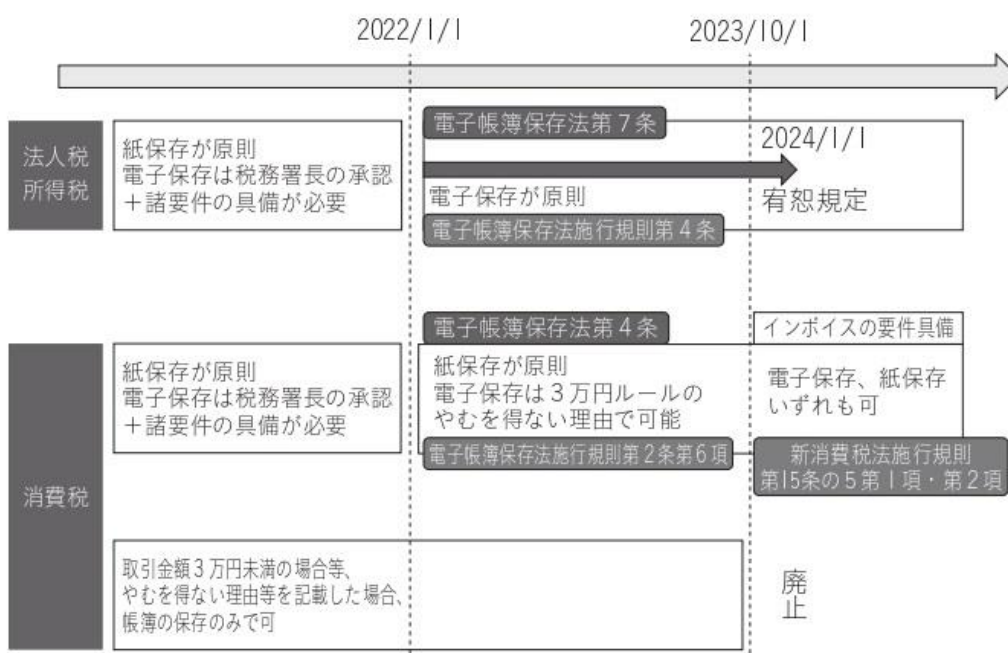 2022/1/1
2023/10/1
法人税
所得税
紙保存が原則
電子保存は税務署長の承認
＋諸要件の具備が必要
電子帳簿保存法第７条
2024/1/1
電子保存が原則
宥恕規定
電子帳簿保存法施行規則第４条
消費税
紙保存が原則
電子保存は税務署長の承認
＋諸要件の具備が必要
電子帳簿保存法第４条
紙保存が原則
電子保存は３万円ルールの
やむを得ない理由で可能
電子帳簿保存法施行規則第２条第６項
インボイスの要件具備
電子保存、紙保存
いずれも可
新消費税法施行規則
第15条の５第１項・第２項
取引金額３万円未満の場合等、
やむを得ない理由等を記載した場合、
帳簿の保存のみで可
廃止